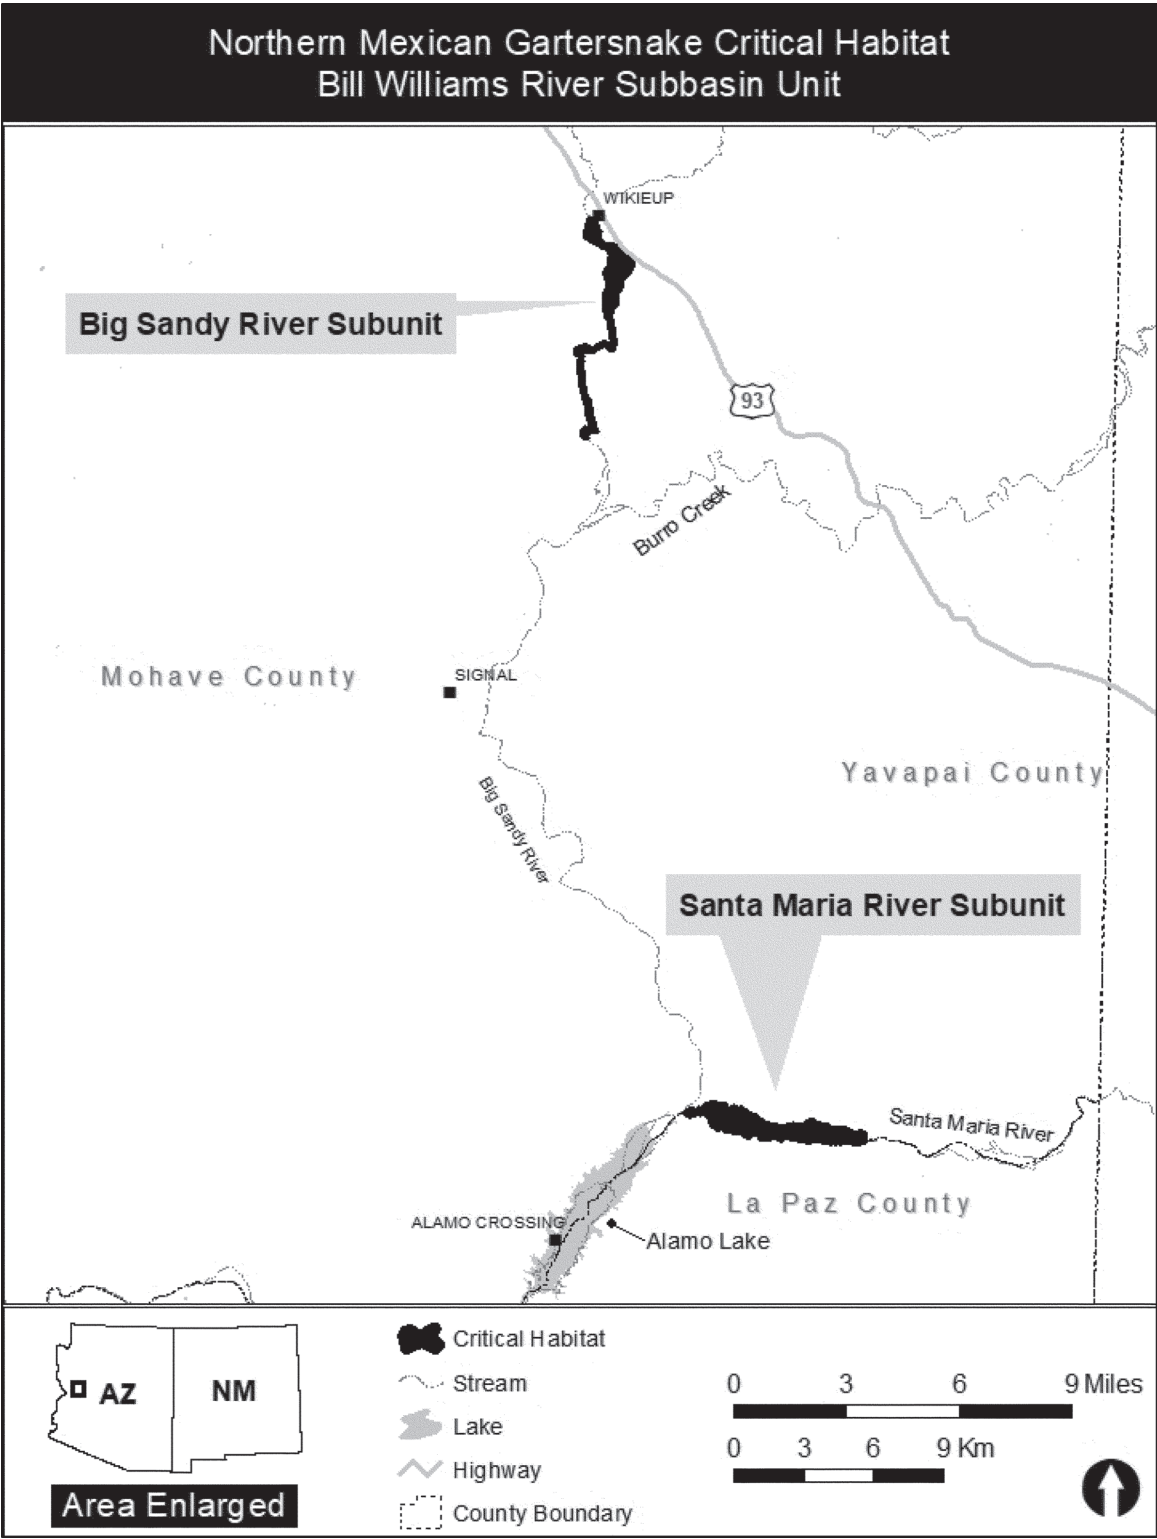 Northern Mexican Gartersnake Critical Habitat
Bill Williams River Subbasin Unit
WIKIEUP
Big Sandy River Subunit
93
Burro Creek
Mohave County
SIGNAL
Yavapai County
Big Sandy River
Santa Maria River Subunit
Santa Maria River
La Paz County
ALAMO CROSSING
Alamo Lake
AZ
NM
Area Enlarged
Critical Habitat
Stream
Lake
Highway
County Boundary
0 3 6 9 Miles
0 3 6 9 Km